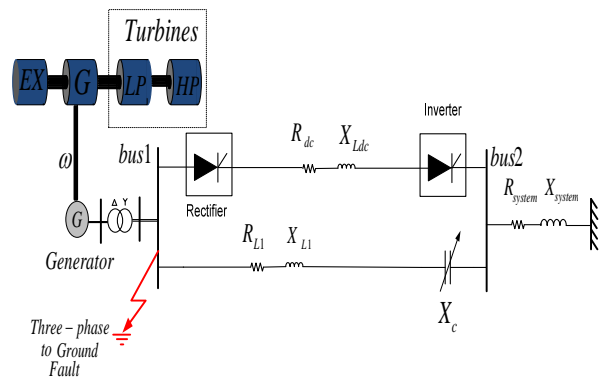 Turbines
EX G LP HP
Inverter
R_dc X_Ldc
ω bus1 bus2
R_system X_system
Rectifier
G Δ Y
R_L1 X_L1
Generator
X_c
Three - phase
to Ground
Fault